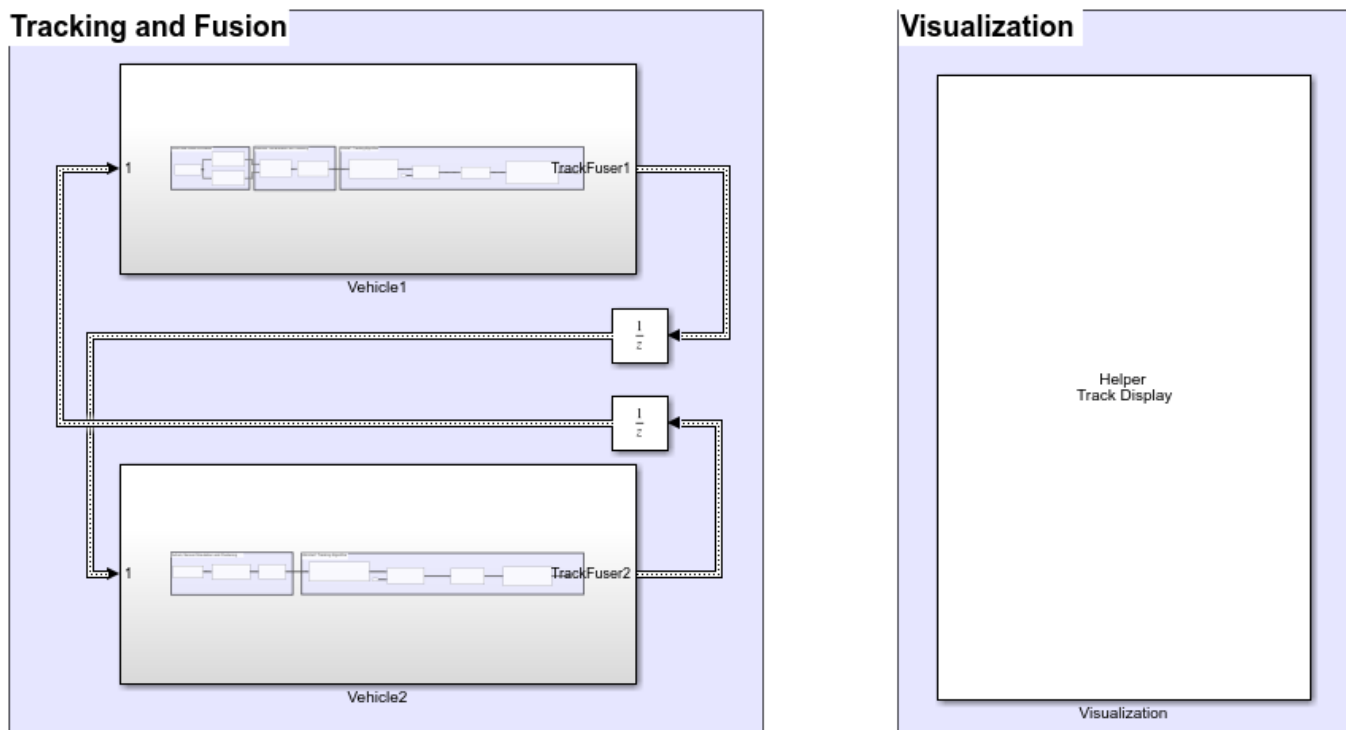 Tracking and Fusion
1
TrackFuser1
Vehicle1
1
z
1
z
1
TrackFuser2
Vehicle2
Visualization
Helper
Track Display
Visualization